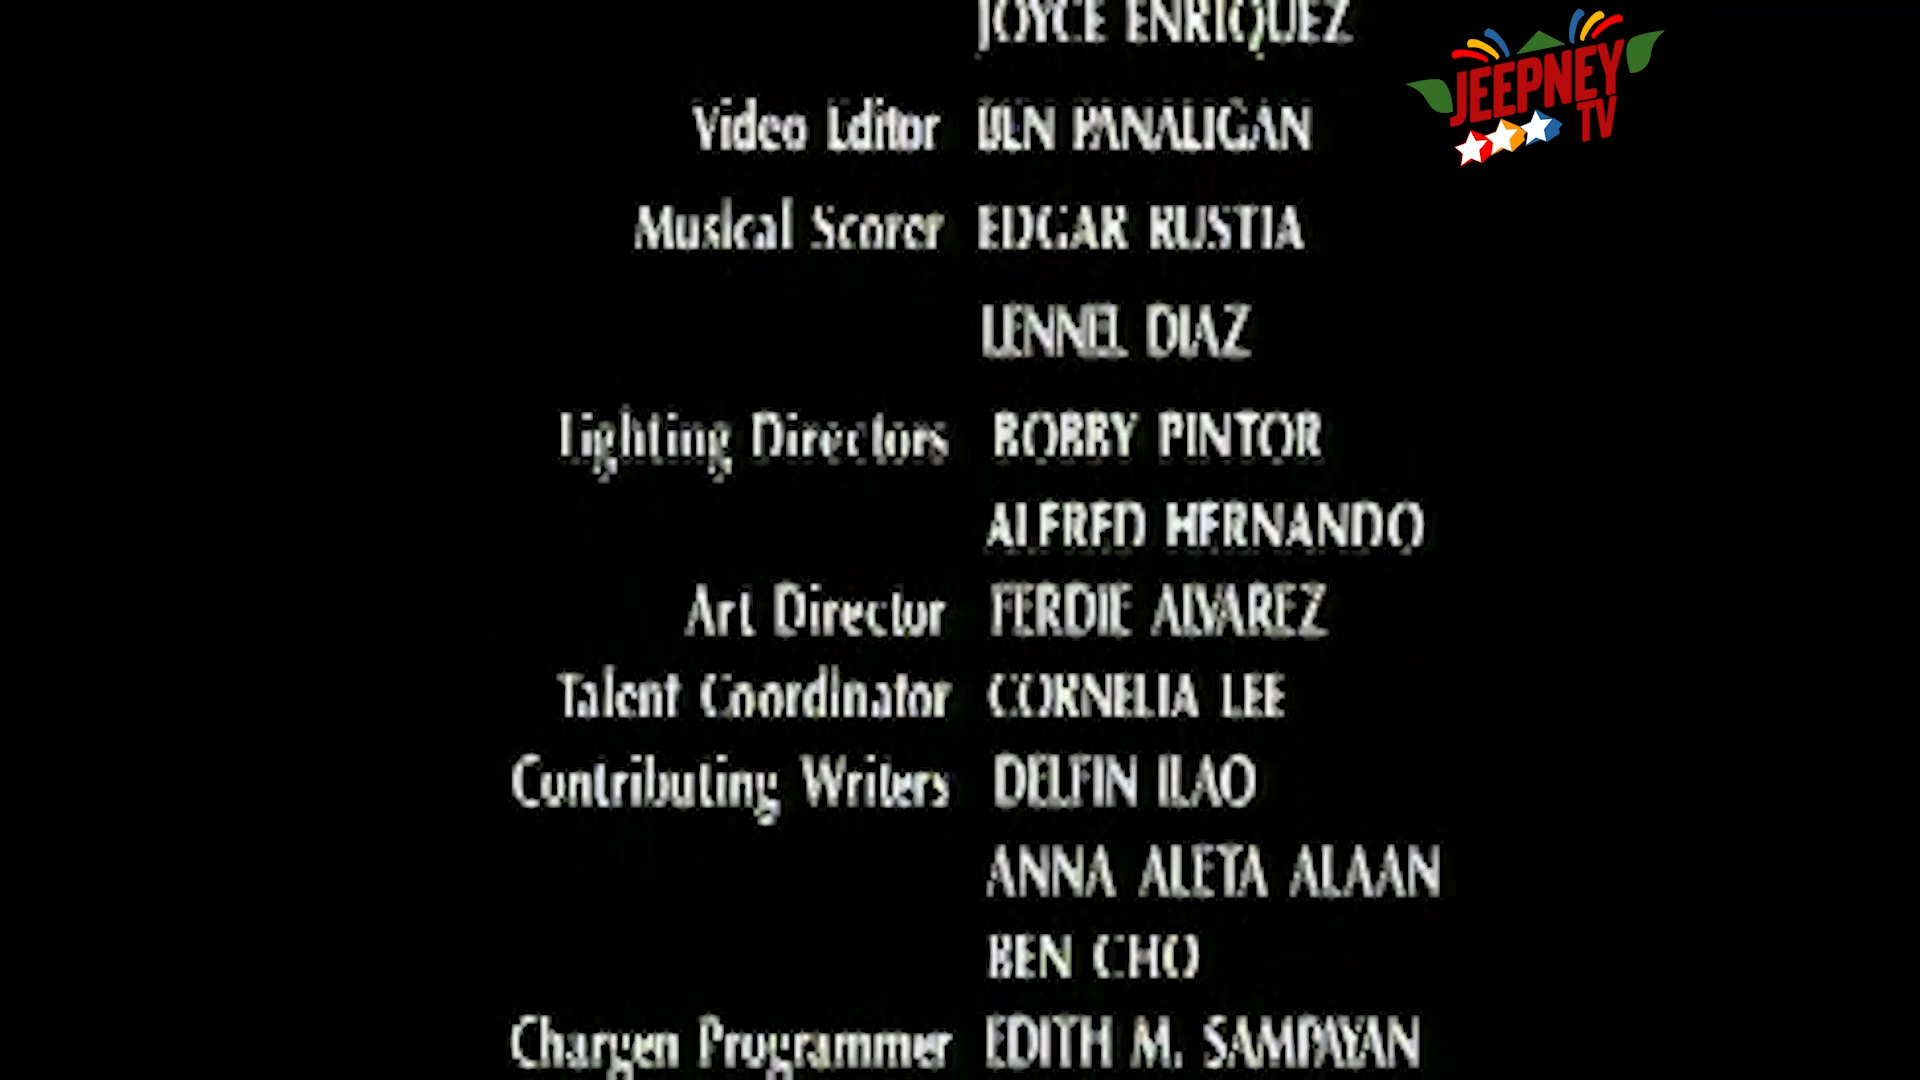 JOYCE ENRIQUEZ
JEEPNEY
TV
Video Editor BEN PANALIGAN
Musical Scorer EDGAR RUSTIA
LENNEL DIAZ
Lighting Directors BOBBY PINTOR
ALFRED HERNANDO
Art Director FERDIE ALVAREZ
Talent Coordinator CORNELIA LEE
Contributing Writers DELFIN ILAO
ANNA ALETA ALAAN
BEN CHO
Chargen Programmer EDITH M. SAMPAYAN